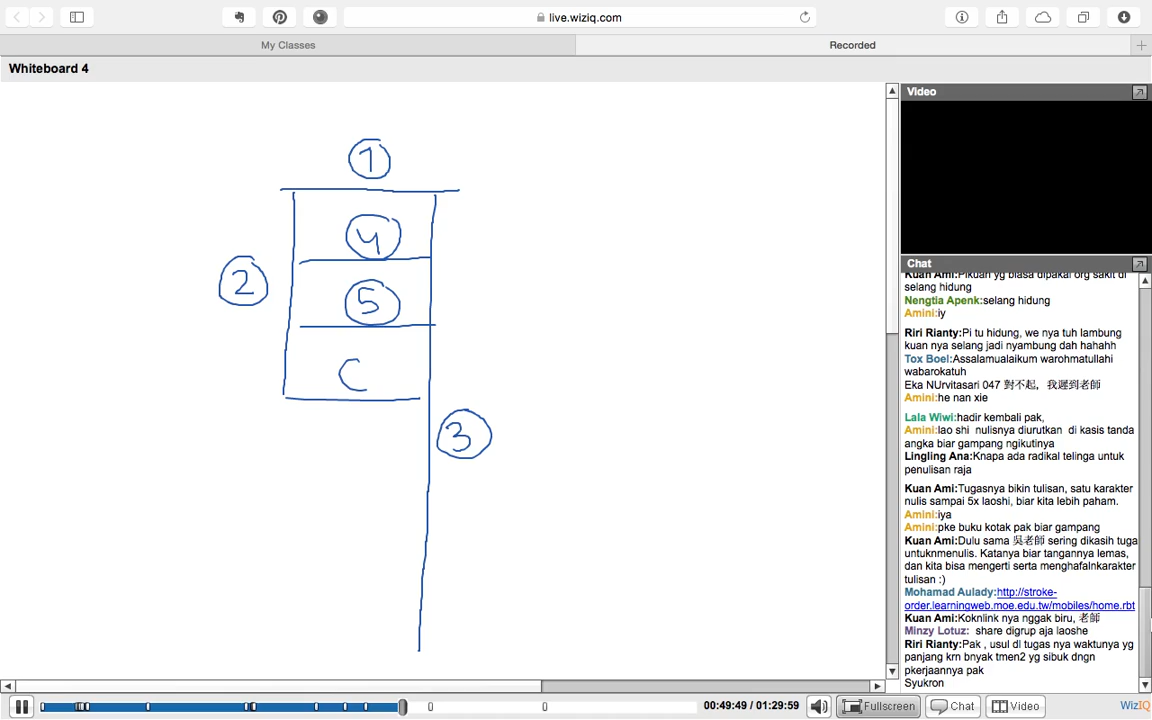 live.wiziq.com
My Classes
Recorded
Whiteboard 4
1
4
2
5
C
3
Video
Chat
Kuan Ami:Pikuan yg biasa dipakai org sakit di
selang hidung
Nengtia Apenk:selang hidung
Amini:iy
Riri Rianty:Pi tu hidung, we nya tuh lambung
kuan nya selang jadi nyambung dah hahahh
Tox Boel:Assalamualaikum warohmatullahi
wabarokatuh
Eka NUrvitasari 047 對不起，我遲到老師
Amini:he nan xie
Lala Wiwi:hadir kembali pak,
Amini:lao shi nulisnya diurutkan di kasis tanda
angka biar gampang ngikutinya
Lingling Ana:Knapa ada radikal telinga untuk
penulisan raja
Kuan Ami:Tugasnya bikin tulisan, satu karakter
nulis sampai 5x laoshi, biar kita lebih paham.
Amini:iya
Amini:pke buku kotak pak biar gampang
Kuan Ami:Dulu sama 吳老師 sering dikasih tuga
untuknmenulis. Katanya biar tangannya lemas,
dan kita bisa mengerti serta menghafalnkarakter
tulisan :)
Mohamad Aulady:http://stroke-
order.learningweb.moe.edu.tw/mobiles/home.rbt
Kuan Ami:Koknlink nya nggak biru, 老師
Minzy Lotuz: share digrup aja laoshe
Riri Rianty:Pak , usul di tugas nya waktunya yg
panjang krn bnyak tmen2 yg sibuk dngn
pkerjaannya pak
Syukron
00:49:49 / 01:29:59
Fullscreen
Chat
Video
WizIQ